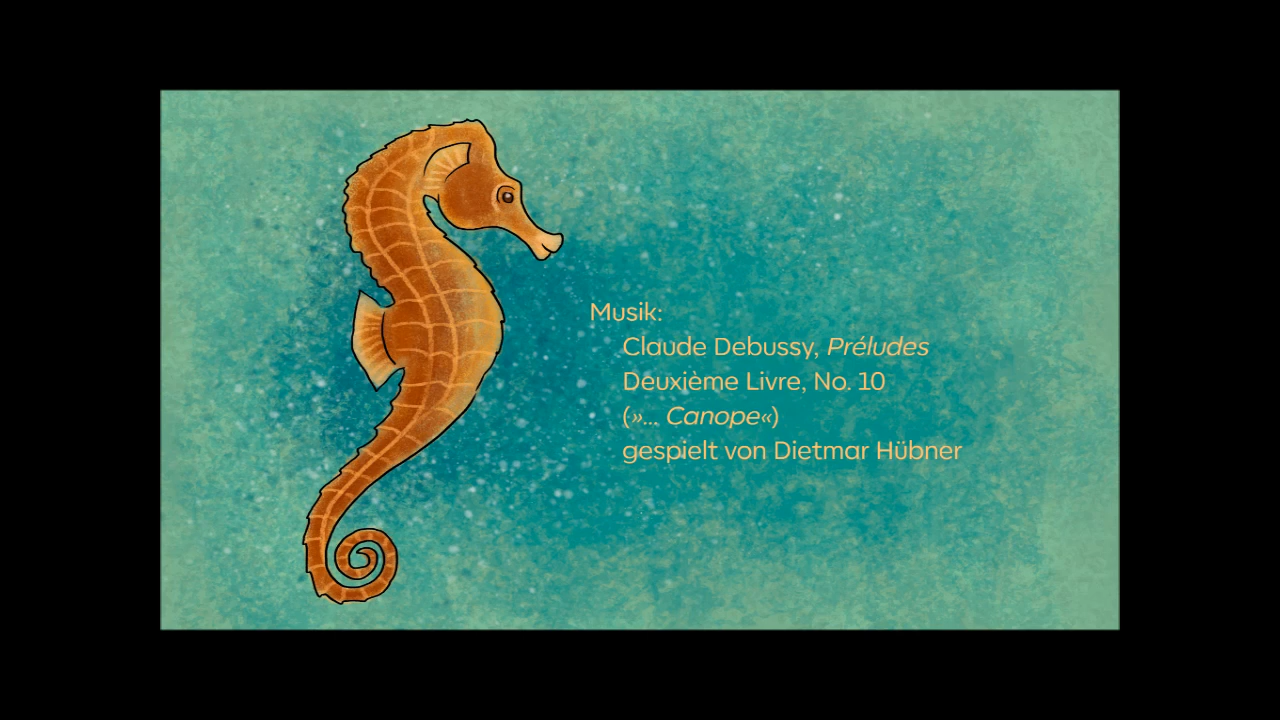 Musik:
Claude Debussy, Préludes
Deuxième Livre, No. 10
(»... Canope«)
gespielt von Dietmar Hübner